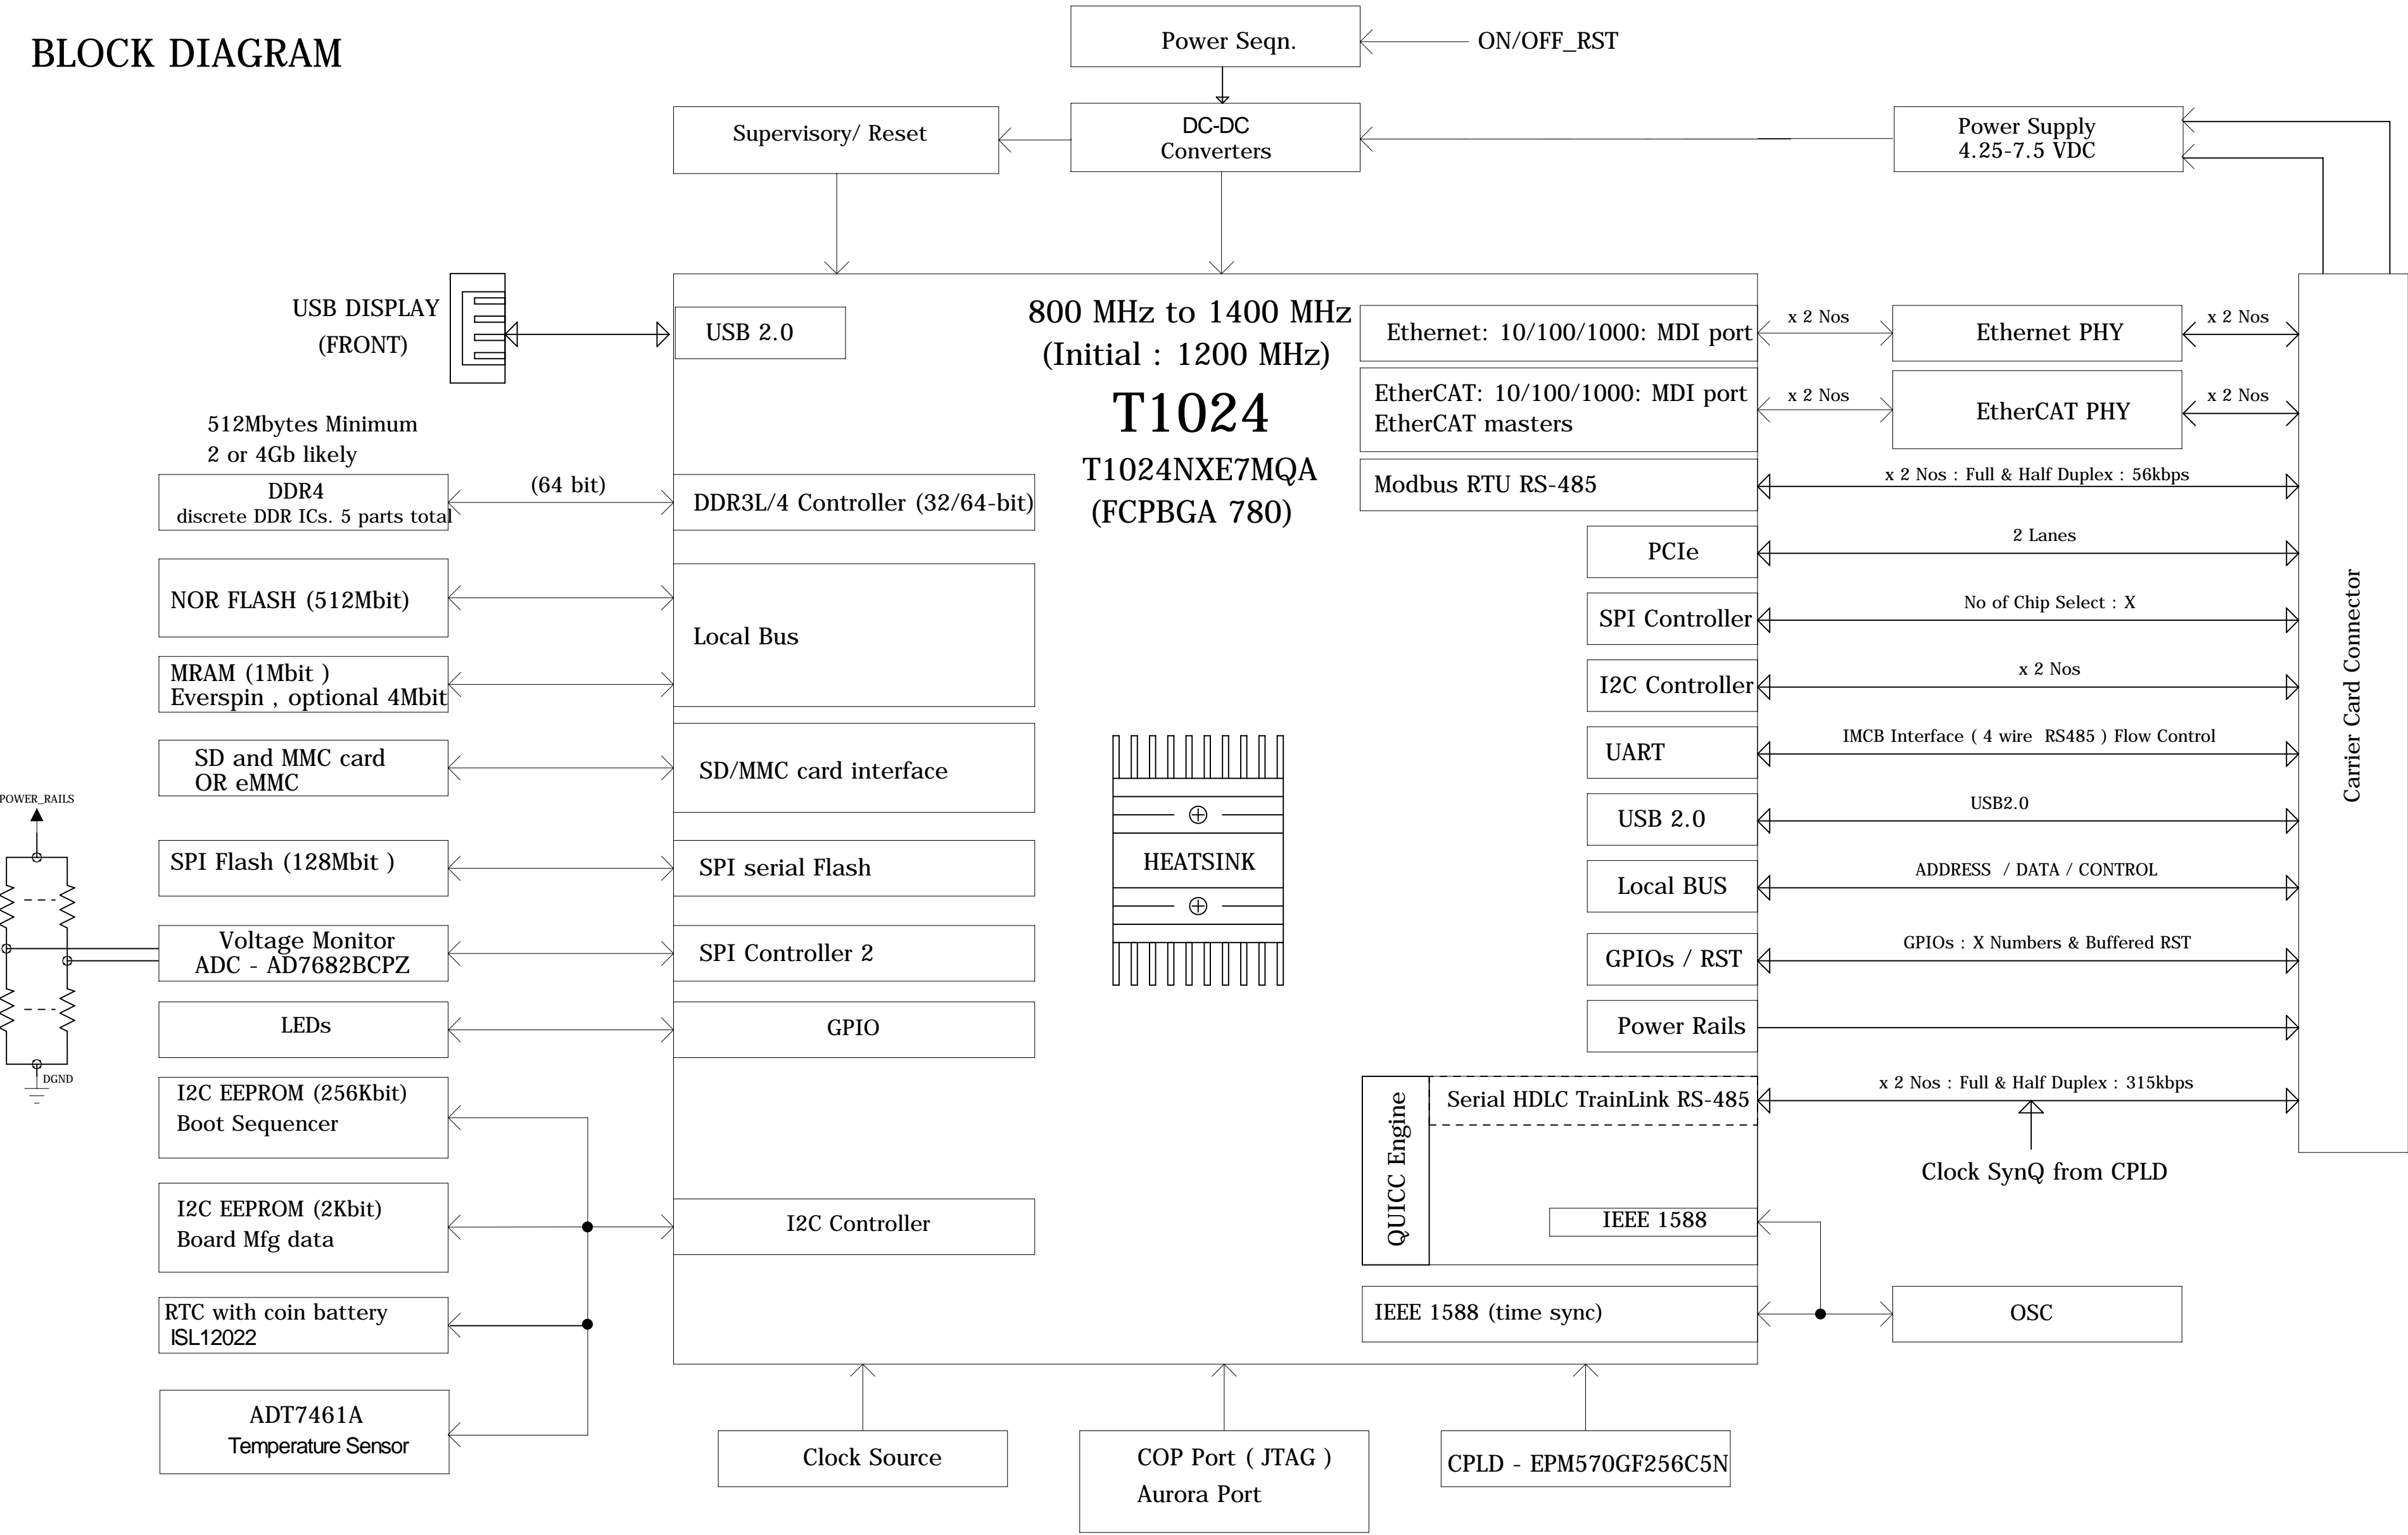 BLOCK DIAGRAM
Power Seqn.
ON/OFF_RST
Supervisory/ Reset
DC-DC
Converters
Power Supply
4.25-7.5 VDC
USB DISPLAY
(FRONT)
USB 2.0
800 MHz to 1400 MHz
(Initial : 1200 MHz)
T1024
T1024NXE7MQA
(FCPBGA 780)
Ethernet: 10/100/1000: MDI port
x 2 Nos
Ethernet PHY
x 2 Nos
EtherCAT: 10/100/1000: MDI port
EtherCAT masters
x 2 Nos
EtherCAT PHY
x 2 Nos
512Mbytes Minimum
2 or 4Gb likely
DDR4
discrete DDR ICs. 5 parts total
(64 bit)
DDR3L/4 Controller (32/64-bit)
Modbus RTU RS-485
x 2 Nos : Full & Half Duplex : 56kbps
PCIe
2 Lanes
NOR FLASH (512Mbit)
Local Bus
SPI Controller
No of Chip Select : X
MRAM (1Mbit )
Everspin , optional 4Mbit
I2C Controller
x 2 Nos
Carrier Card Connector
SD and MMC card
OR eMMC
SD/MMC card interface
UART
IMCB Interface ( 4 wire RS485 ) Flow Control
USB 2.0
USB2.0
POWER_RAILS
SPI Flash (128Mbit )
SPI serial Flash
HEATSINK
Local BUS
ADDRESS / DATA / CONTROL
Voltage Monitor
ADC - AD7682BCPZ
SPI Controller 2
GPIOs / RST
GPIOs : X Numbers & Buffered RST
LEDs
GPIO
Power Rails
DGND
I2C EEPROM (256Kbit)
Boot Sequencer
QUICC Engine
Serial HDLC TrainLink RS-485
x 2 Nos : Full & Half Duplex : 315kbps
Clock SynQ from CPLD
I2C EEPROM (2Kbit)
Board Mfg data
I2C Controller
IEEE 1588
RTC with coin battery
ISL12022
IEEE 1588 (time sync)
OSC
ADT7461A
Temperature Sensor
Clock Source
COP Port ( JTAG )
Aurora Port
CPLD - EPM570GF256C5N